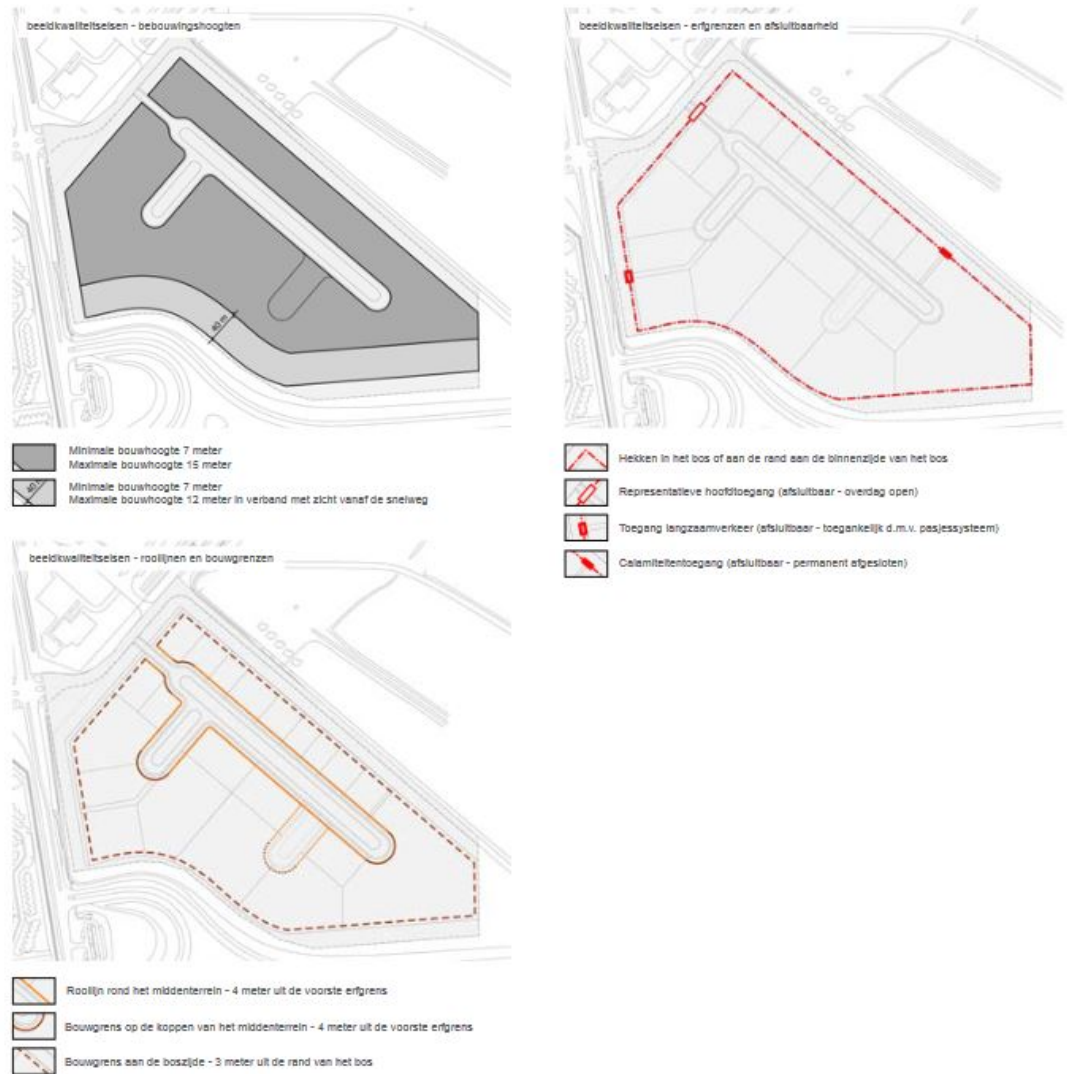 beeldkwaliteitseisen - bebouwingshoogten
40 m
Minimale bouwhoogte 7 meter
Maximale bouwhoogte 15 meter
40 m
Minimale bouwhoogte 7 meter
Maximale bouwhoogte 12 meter in verband met zicht vanaf de snelweg
beeldkwaliteitseisen - erfgrenzen en afsluitbaarheid
Hekken in het bos of aan de rand aan de binnenzijde van het bos
Representatieve hoofdtoegang (afsluitbaar - overdag open)
Toegang langzaamverkeer (afsluitbaar - toegankelijk d.m.v. pasjessysteem)
Calamiteitentoegang (afsluitbaar - permanent afgesloten)
beeldkwaliteitseisen - rooilijnen en bouwgrenzen
Rooilijn rond het middenterrein - 4 meter uit de voorste erfgrens
Bouwgrens op de koppen van het middenterrein - 4 meter uit de voorste erfgrens
Bouwgrens aan de boszijde - 3 meter uit de rand van het bos